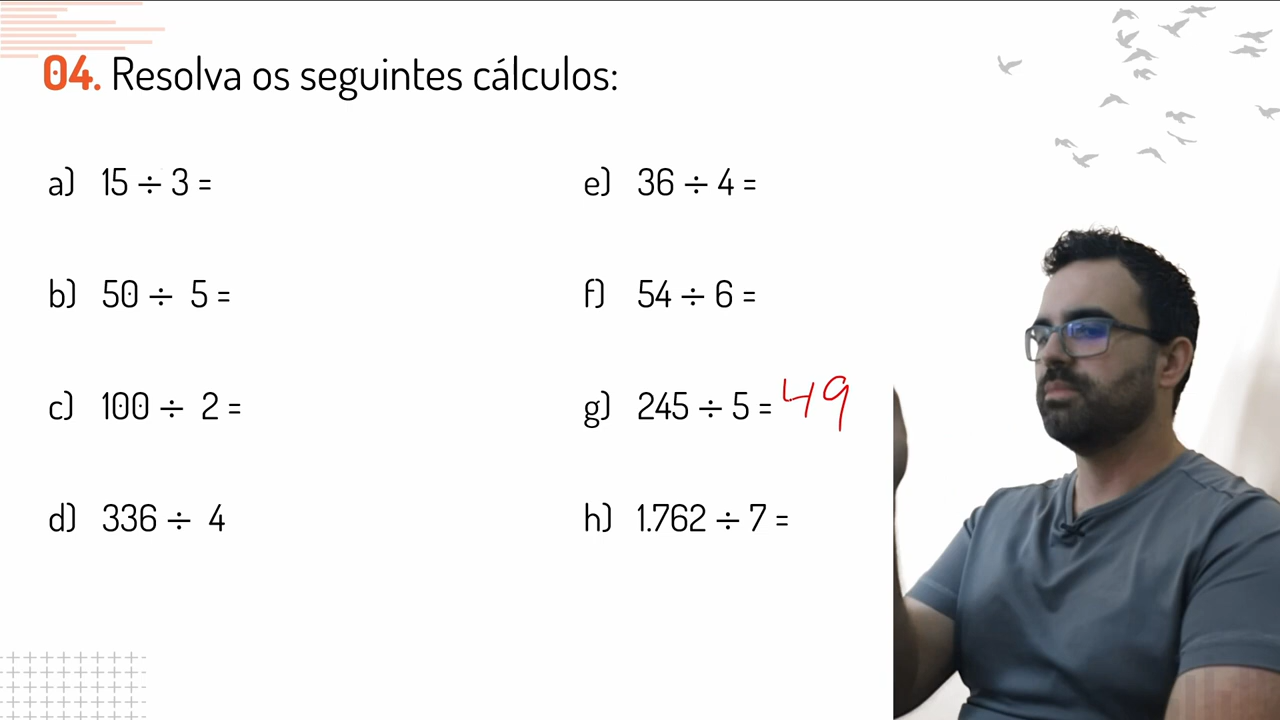 04. Resolva os seguintes cálculos:
a) 15 ÷ 3 =
b) 50 ÷ 5 =
c) 100 ÷ 2 =
d) 336 ÷ 4
e) 36 ÷ 4 =
f) 54 ÷ 6 =
g) 245 ÷ 5 = 49
h) 1.762 ÷ 7 =